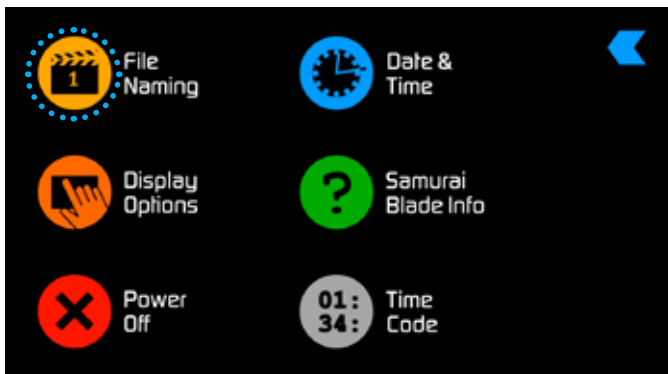 1
File
Naming
Date &
Time
Display
Options
?
Samurai
Blade Info
Power
Off
01:
34:
Time
Code